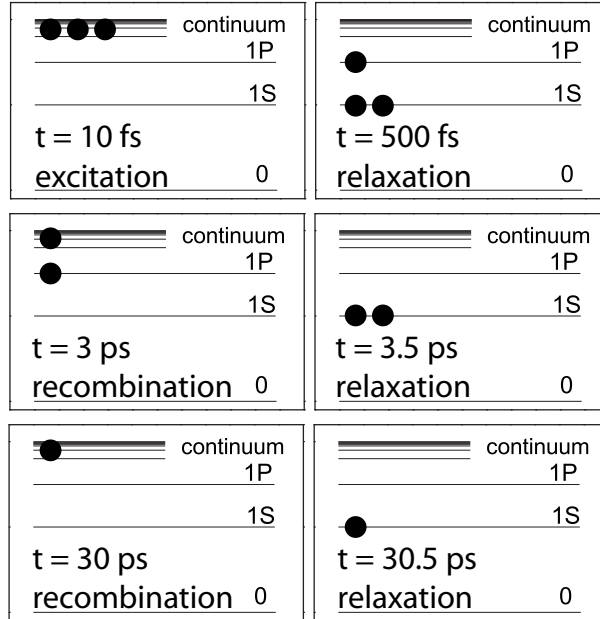 continuum
1P
1S
t = 10 fs
excitation 0
continuum
1P
1S
t = 500 fs
relaxation 0
continuum
1P
1S
t = 3 ps
recombination 0
continuum
1P
1S
t = 3.5 ps
relaxation 0
continuum
1P
1S
t = 30 ps
recombination 0
continuum
1P
1S
t = 30.5 ps
relaxation 0